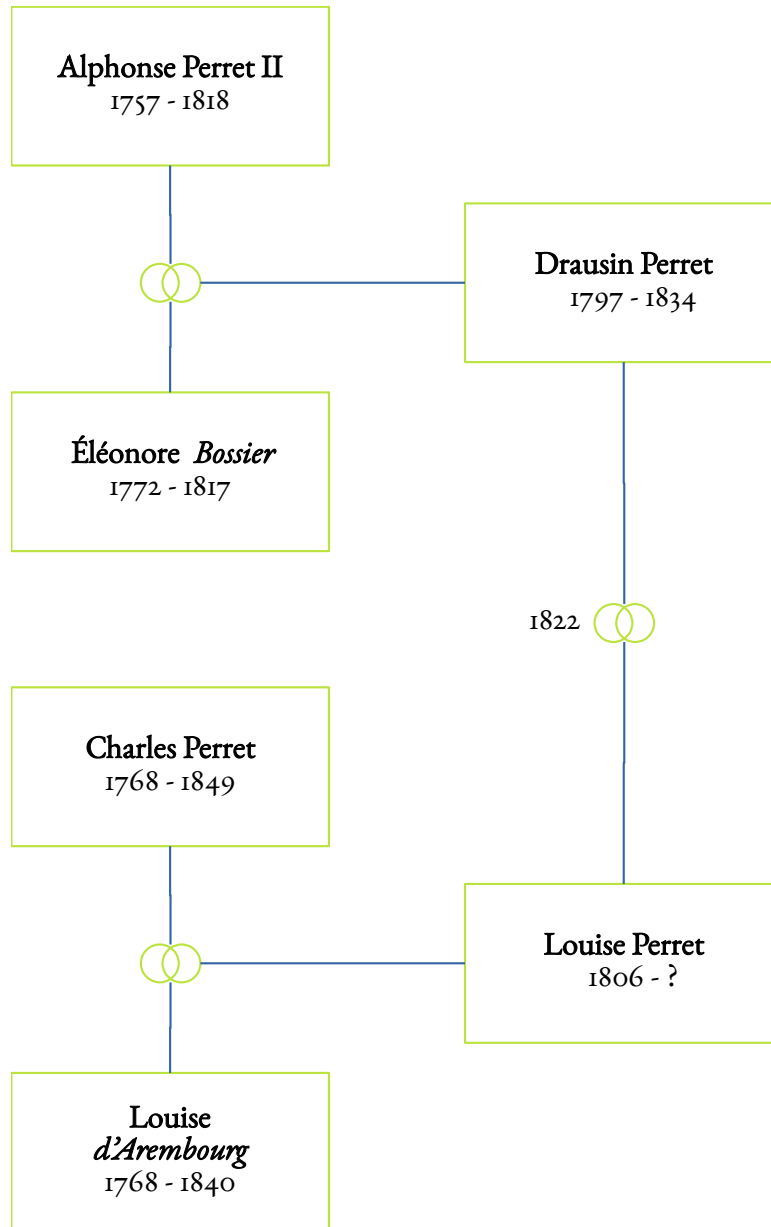 Alphonse Perret II
1757 - 1818
Drausin Perret
1797 - 1834
Éléonore Bossier
1772 - 1817
1822
Charles Perret
1768 - 1849
Louise Perret
1806 - ?
Louise
d'Arembourg
1768 - 1840